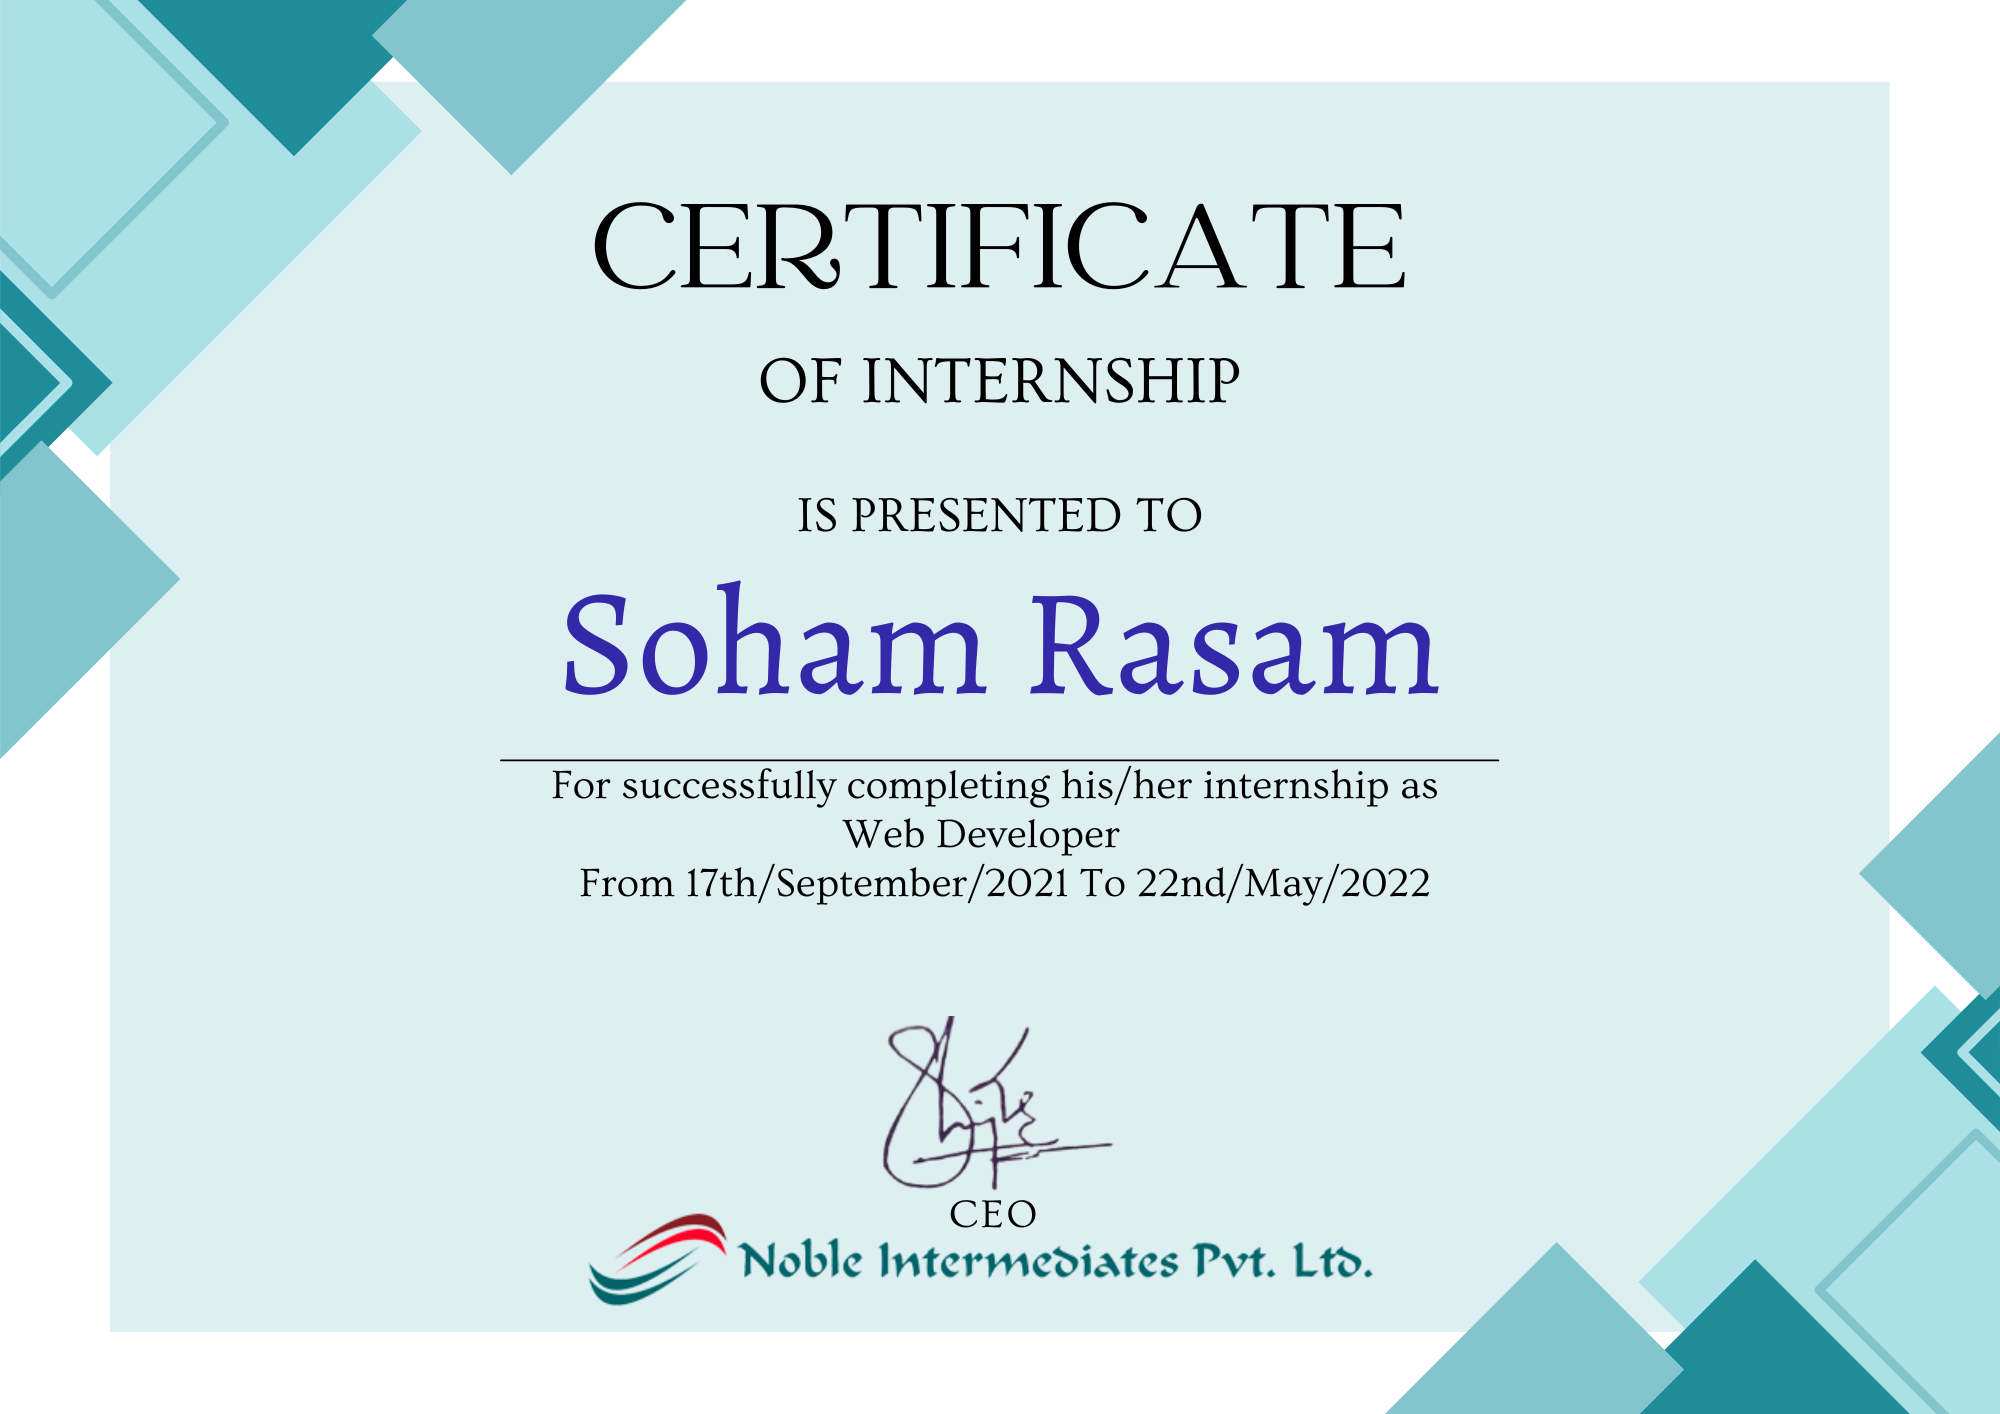 CERTIFICATE
OF INTERNSHIP
IS PRESENTED TO
Soham Rasam
For successfully completing his/her internship as
Web Developer
From 17th/September/2021 To 22nd/May/2022
CEO
Noble Intermediates Pvt. Ltd.